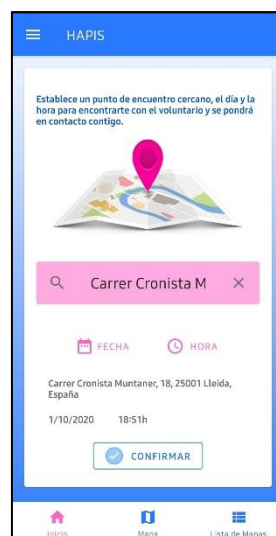 HAPIS
Establece un punto de encuentro cercano, el día y la
hora para encontrarte con el voluntario y se pondrá
en contacto contigo.
Carrer Cronista M
FECHA HORA
Carrer Cronista Muntaner, 18, 25001 Lleida,
España
1/10/2020 18:51h
CONFIRMAR
Inicio Mapa Lista de Mapas